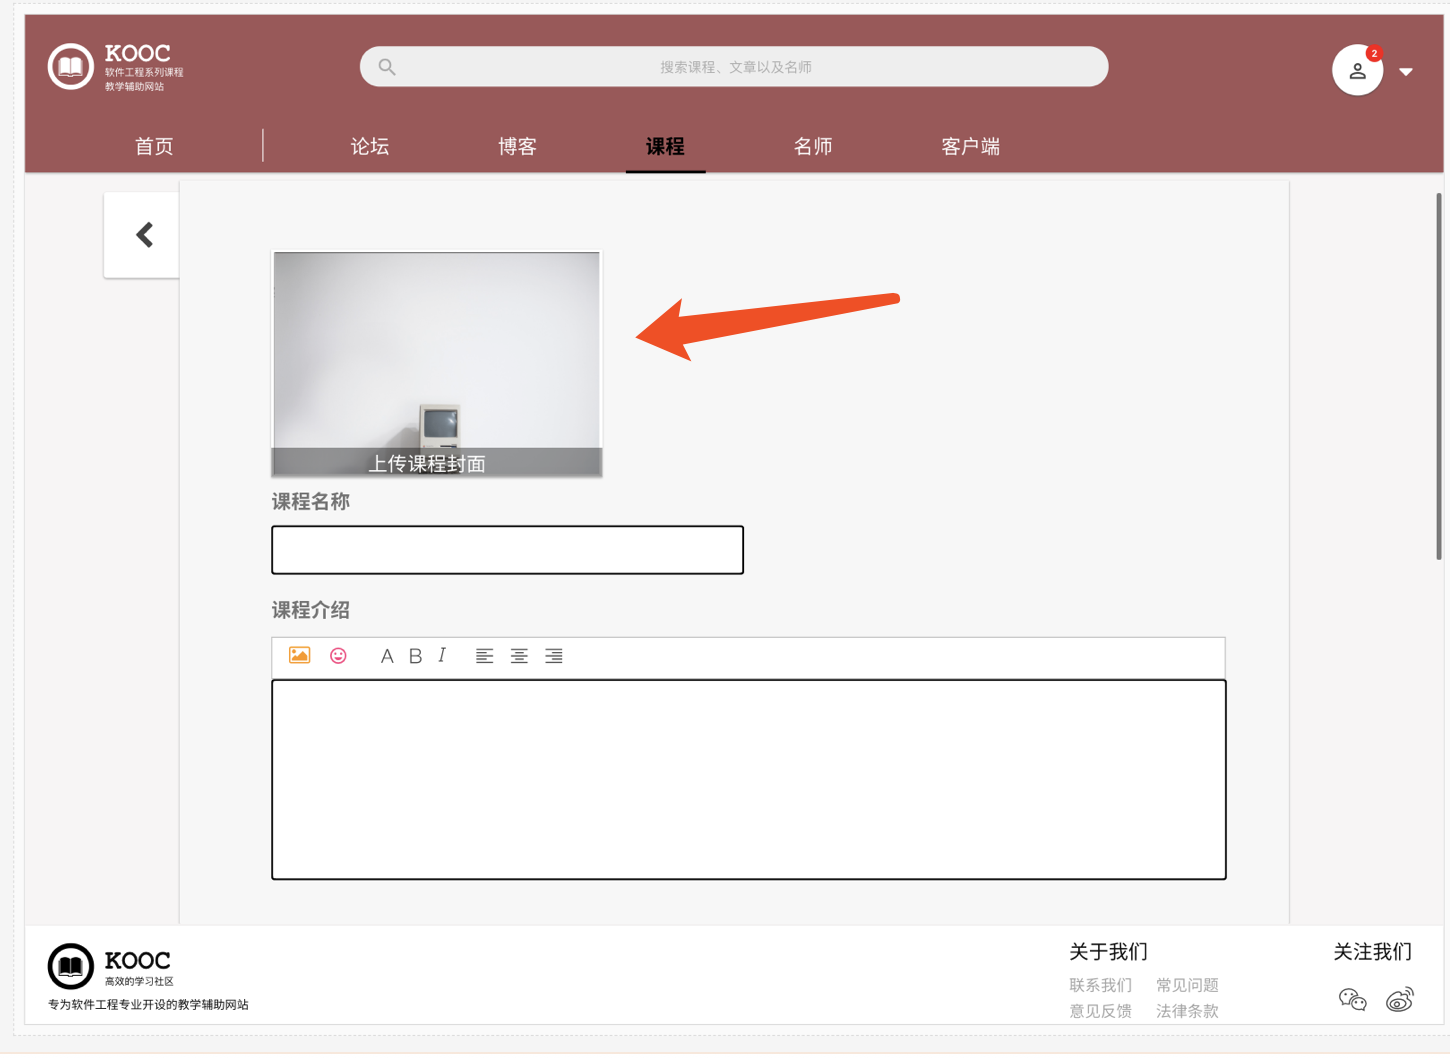 KOOC
软件工程系列课程
教学辅助网站
搜索课程、文章以及名师
2
首页
论坛
博客
课程
名师
客户端
上传课程封面
课程名称
课程介绍
A B I
KOOC
高效的学习社区
专为软件工程专业开设的教学辅助网站
关于我们
联系我们 常见问题
意见反馈 法律条款
关注我们